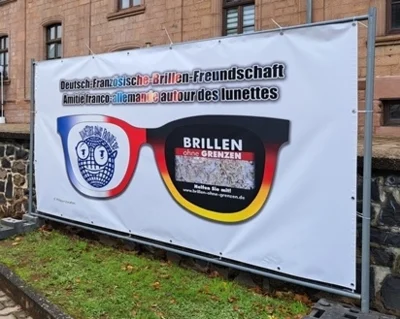 Deutsch-Französische-Brillen-Freundschaft
Amitie franco-allemande autour des lunettes
BRILLEN
ohne GRENZEN
Helfen Sie mit!
www.brillen-ohne-grenzen.de